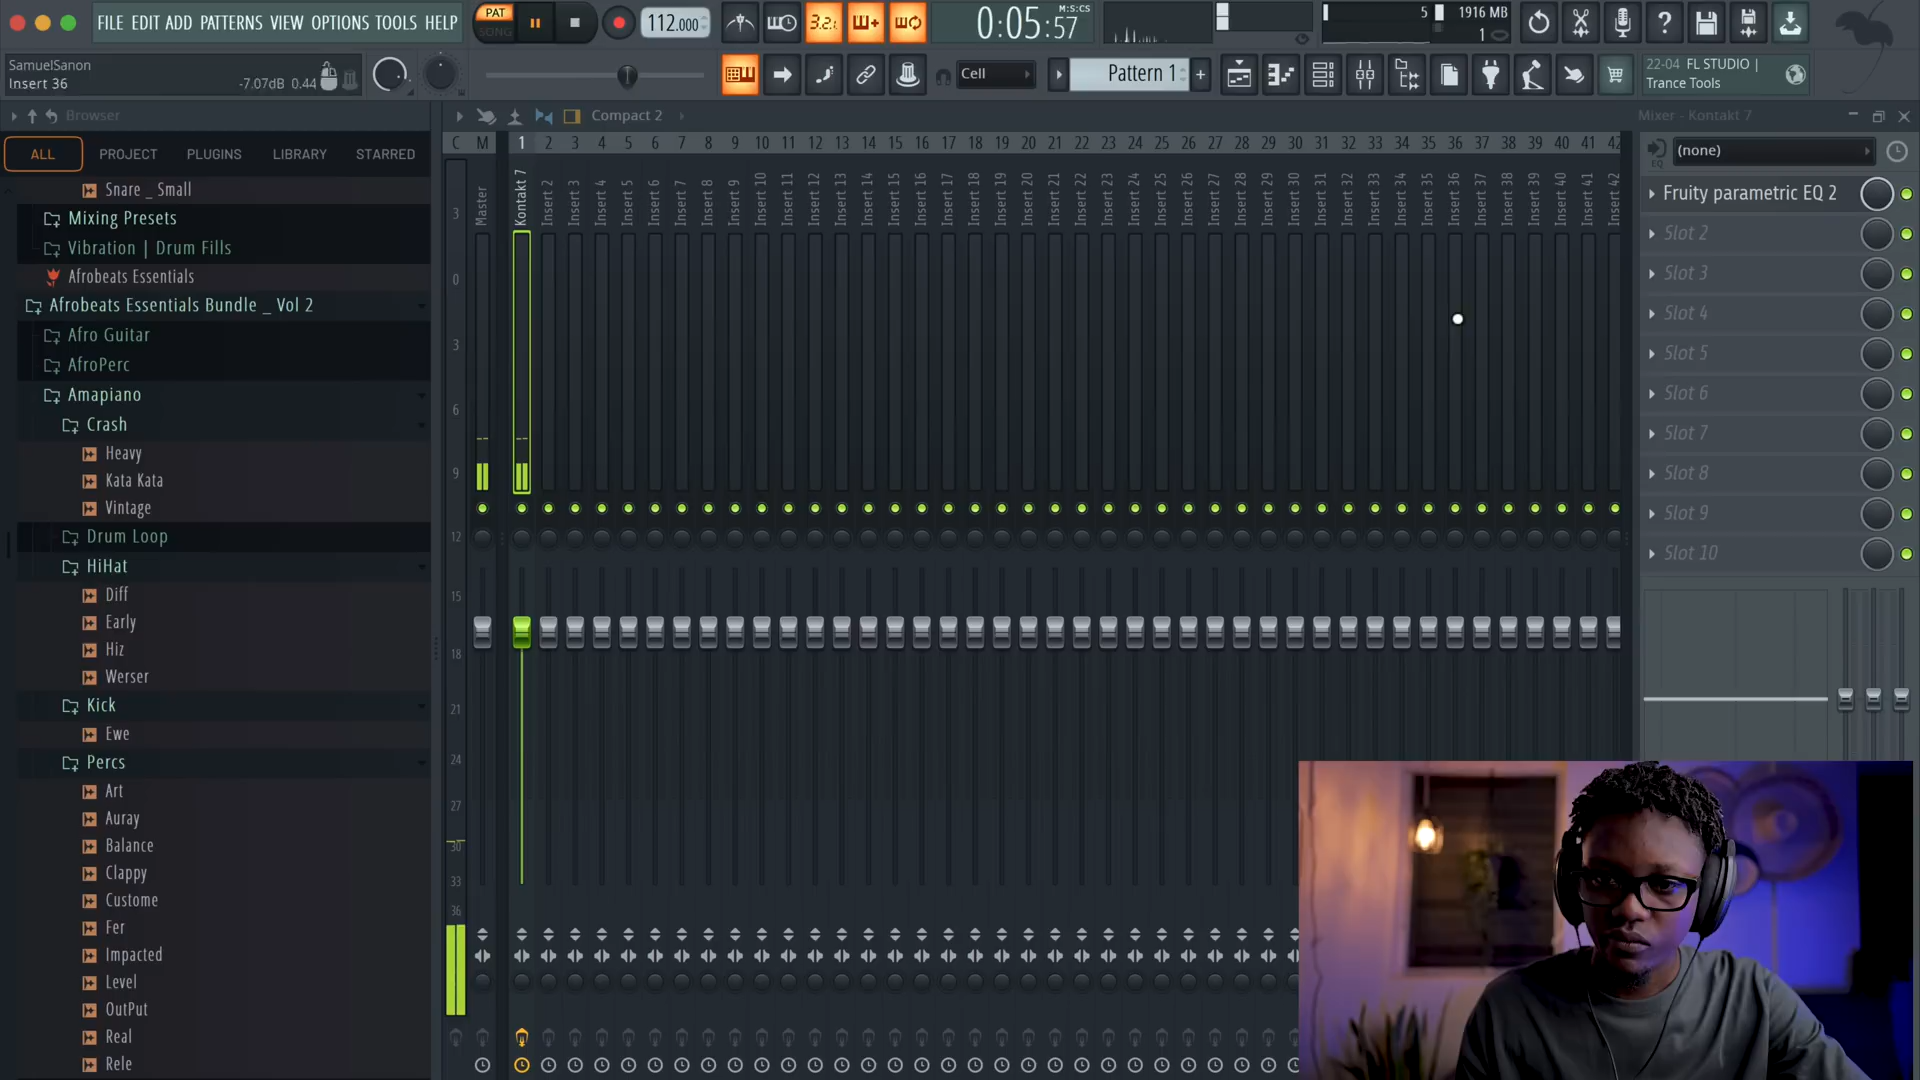 FILE EDIT ADD PATTERNS VIEW OPTIONS TOOLS HELP
PAT
SONG
112.000
3.2.
0:05:57
M:S:CS
5
1916 MB
1
SamuelSanon
Insert 36
-7.07dB 0.44
Cell
Pattern 1
22-04 FL STUDIO |
Trance Tools
Browser
Compact 2
Mixer - Kontakt 7
ALL
PROJECT
PLUGINS
LIBRARY
STARRED
Snare _ Small
Mixing Presets
Vibration | Drum Fills
Afrobeats Essentials
Afrobeats Essentials Bundle _ Vol 2
Afro Guitar
AfroPerc
Amapiano
Crash
Heavy
Kata Kata
Vintage
Drum Loop
HiHat
Diff
Early
Hiz
Werser
Kick
Ewe
Percs
Art
Auray
Balance
Clappy
Custome
Fer
Impacted
Level
OutPut
Real
Rele
C M 1 2 3 4 5 6 7 8 9 10 11 12 13 14 15 16 17 18 19 20 21 22 23 24 25 26 27 28 29 30 31 32 33 34 35 36 37 38 39 40 41 42
Master
Kontakt 7
Insert 2
Insert 3
Insert 4
Insert 5
Insert 6
Insert 7
Insert 8
Insert 9
Insert 10
Insert 11
Insert 12
Insert 13
Insert 14
Insert 15
Insert 16
Insert 17
Insert 18
Insert 19
Insert 20
Insert 21
Insert 22
Insert 23
Insert 24
Insert 25
Insert 26
Insert 27
Insert 28
Insert 29
Insert 30
Insert 31
Insert 32
Insert 33
Insert 34
Insert 35
Insert 36
Insert 37
Insert 38
Insert 39
Insert 40
Insert 41
Insert 42
3
0
3
6
9
12
15
18
21
24
27
30
33
36
EQ
(none)
Fruity parametric EQ 2
Slot 2
Slot 3
Slot 4
Slot 5
Slot 6
Slot 7
Slot 8
Slot 9
Slot 10